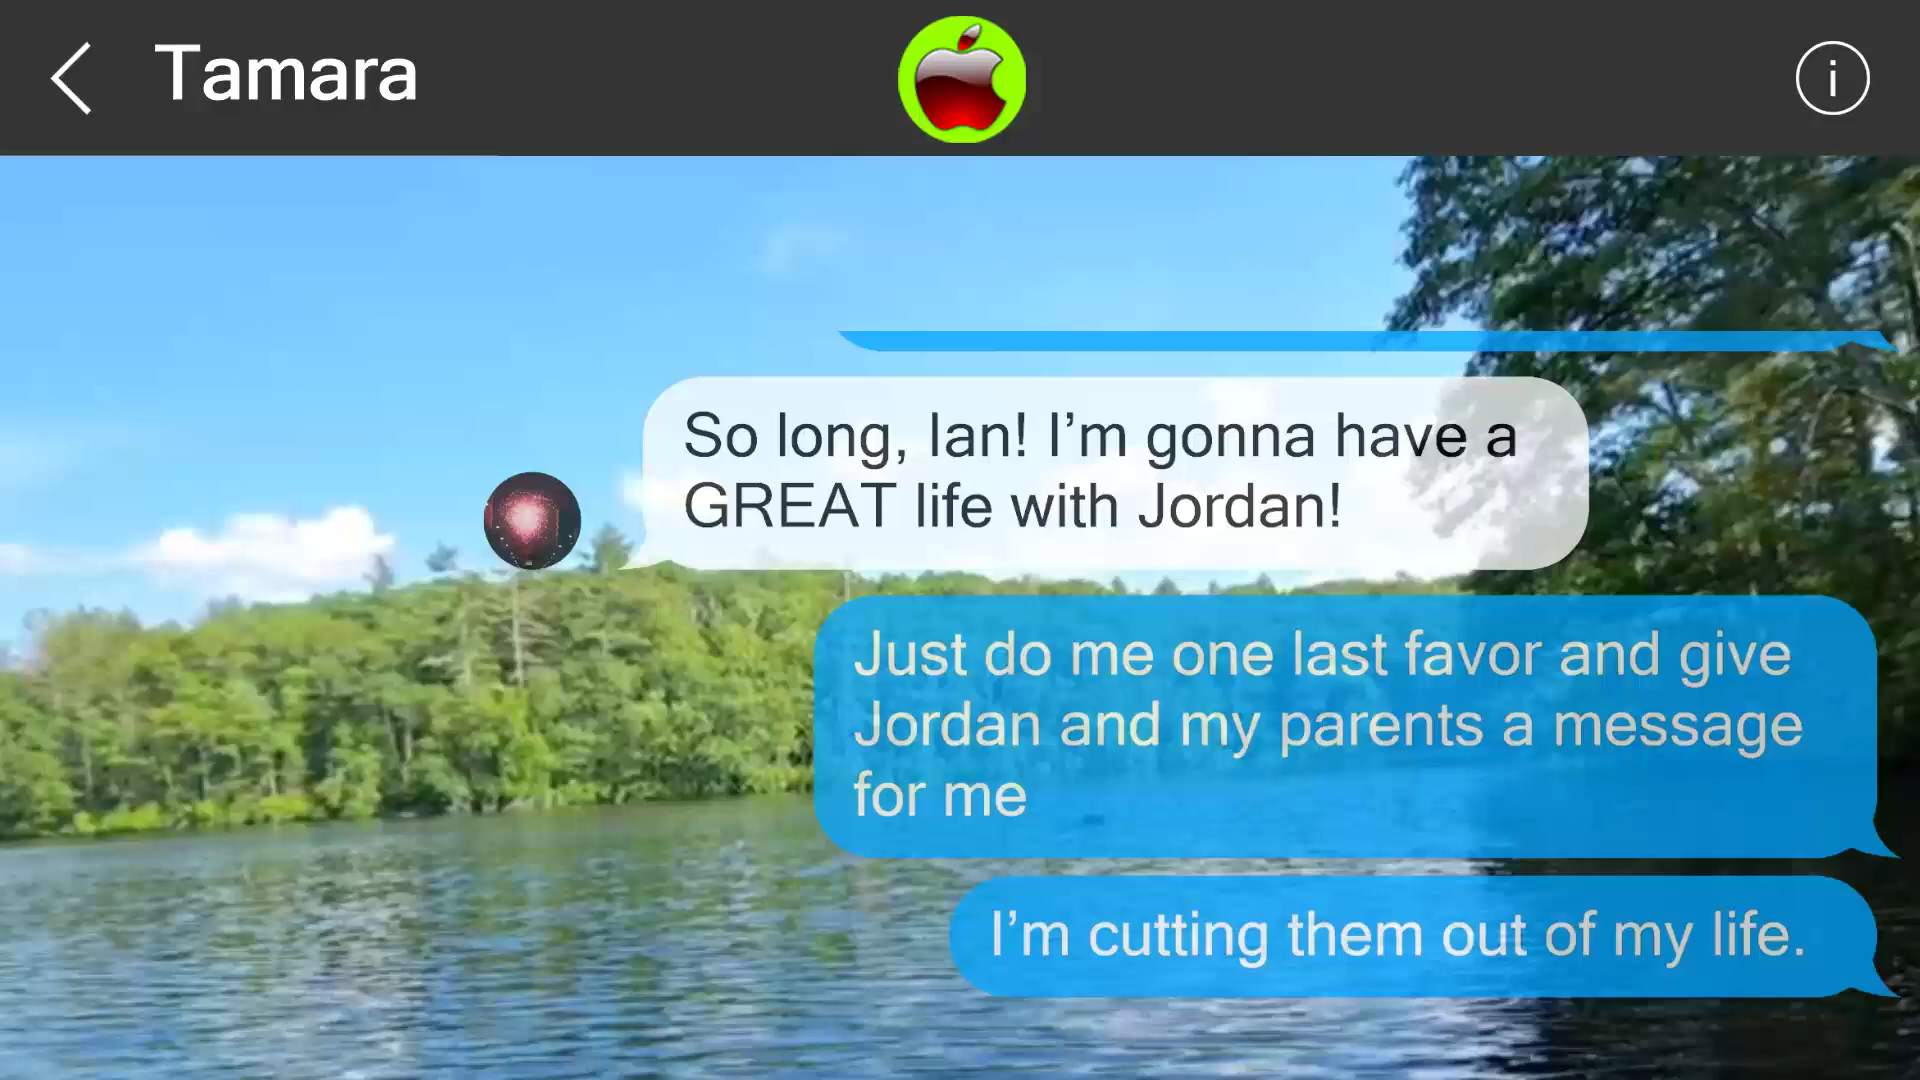 Tamara
i
So long, Ian! I’m gonna have a
GREAT life with Jordan!
Just do me one last favor and give
Jordan and my parents a message
for me
I’m cutting them out of my life.